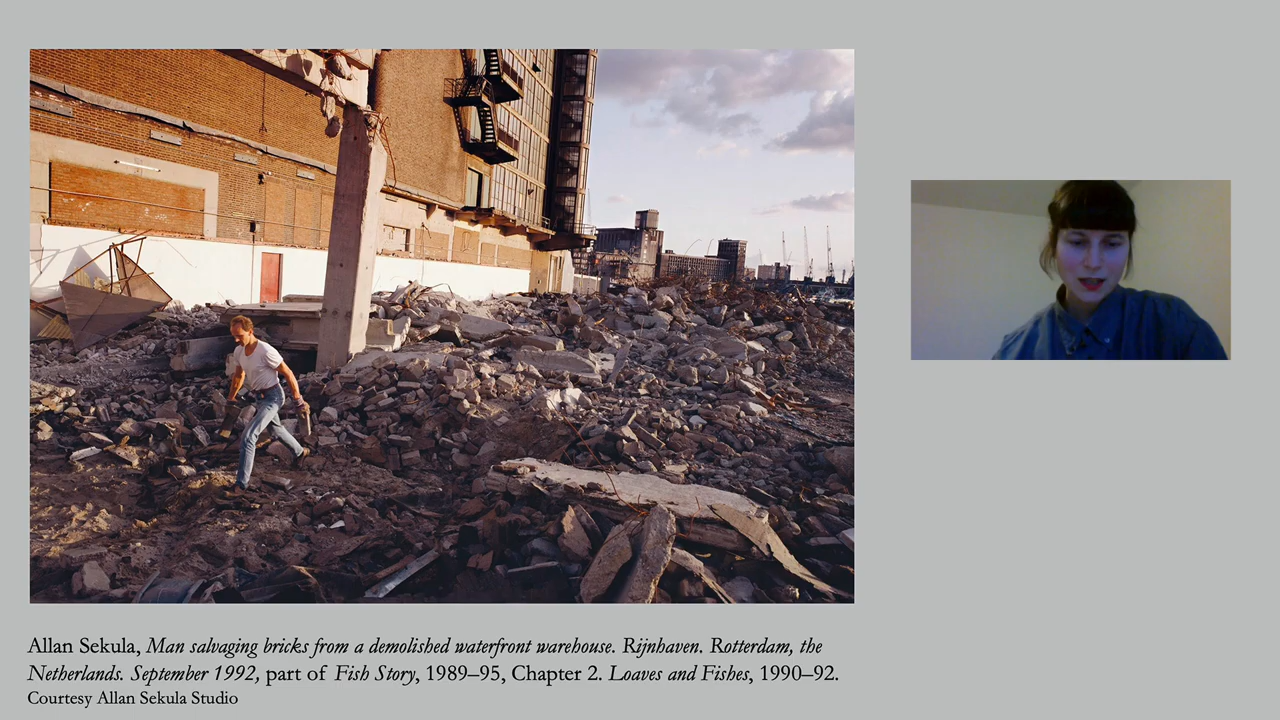 Allan Sekula, Man salvaging bricks from a demolished waterfront warehouse. Rijnhaven. Rotterdam, the
Netherlands. September 1992, part of Fish Story, 1989–95, Chapter 2. Loaves and Fishes, 1990–92.
Courtesy Allan Sekula Studio